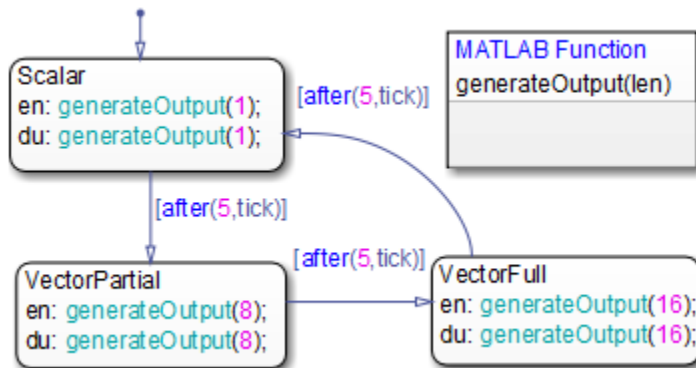 Scalar
en: generateOutput(1);
du: generateOutput(1);
[after(5,tick)]
MATLAB Function
generateOutput(len)
[after(5,tick)]
[after(5,tick)]
VectorPartial
en: generateOutput(8);
du: generateOutput(8);
VectorFull
en: generateOutput(16);
du: generateOutput(16);